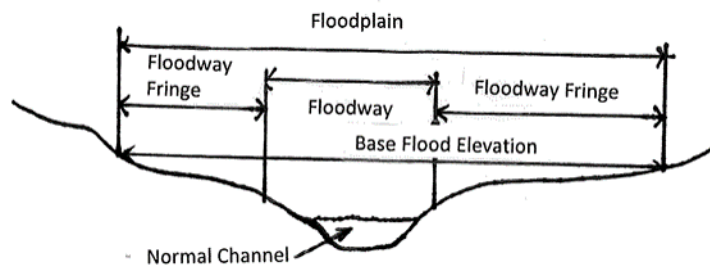 Floodplain
Floodway
Fringe
Floodway
Floodway Fringe
Base Flood Elevation
Normal Channel